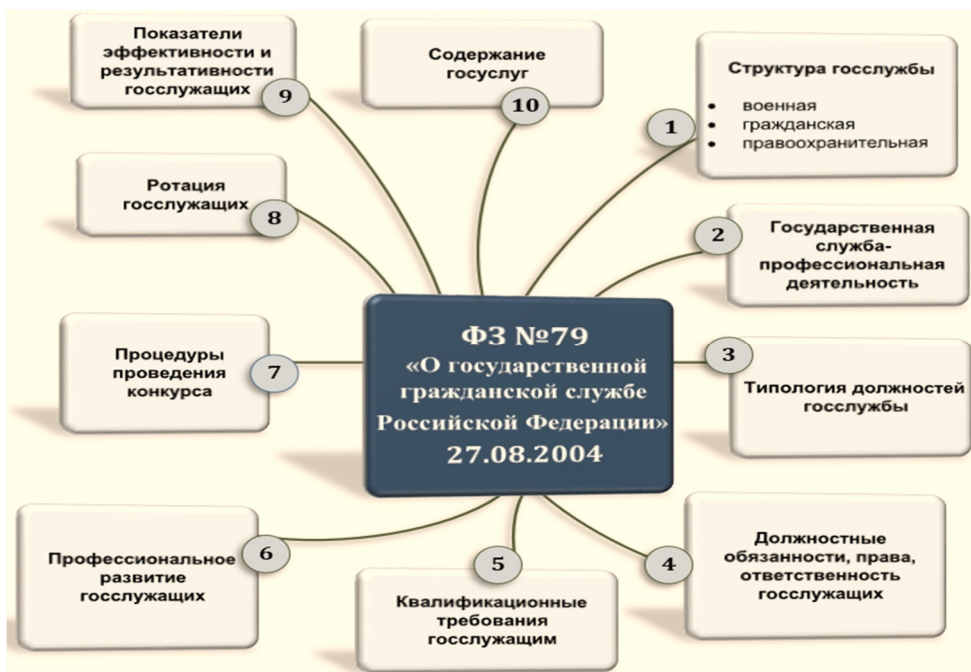 ФЗ №79
«О государственной
гражданской службе
Российской Федерации»
27.08.2004
1
Структура госслужбы
• военная
• гражданская
• правоохранительная
2
Государственная
служба-
профессиональная
деятельность
3
Типология должностей
госслужбы
4
Должностные
обязанности, права,
ответственность
госслужащих
5
Квалификационные
требования
госслужащим
6
Профессиональное
развитие
госслужащих
7
Процедуры
проведения
конкурса
8
Ротация
госслужащих
9
Показатели
эффективности и
результативности
госслужащих
10
Содержание
госуслуг